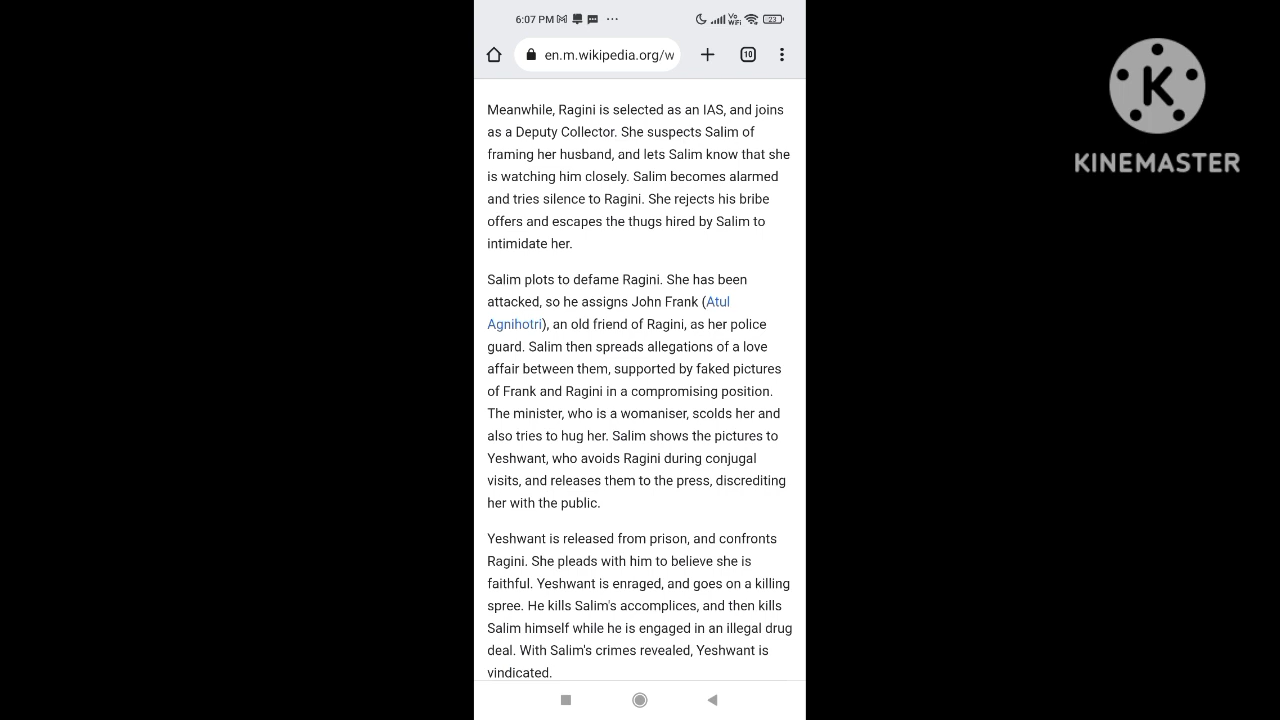 6:07 PM
Vo
WiFi
23
en.m.wikipedia.org/w
10
K
KINEMASTER
Meanwhile, Ragini is selected as an IAS, and joins
as a Deputy Collector. She suspects Salim of
framing her husband, and lets Salim know that she
is watching him closely. Salim becomes alarmed
and tries silence to Ragini. She rejects his bribe
offers and escapes the thugs hired by Salim to
intimidate her.
Salim plots to defame Ragini. She has been
attacked, so he assigns John Frank (Atul
Agnihotri), an old friend of Ragini, as her police
guard. Salim then spreads allegations of a love
affair between them, supported by faked pictures
of Frank and Ragini in a compromising position.
The minister, who is a womaniser, scolds her and
also tries to hug her. Salim shows the pictures to
Yeshwant, who avoids Ragini during conjugal
visits, and releases them to the press, discrediting
her with the public.
Yeshwant is released from prison, and confronts
Ragini. She pleads with him to believe she is
faithful. Yeshwant is enraged, and goes on a killing
spree. He kills Salim's accomplices, and then kills
Salim himself while he is engaged in an illegal drug
deal. With Salim's crimes revealed, Yeshwant is
vindicated.